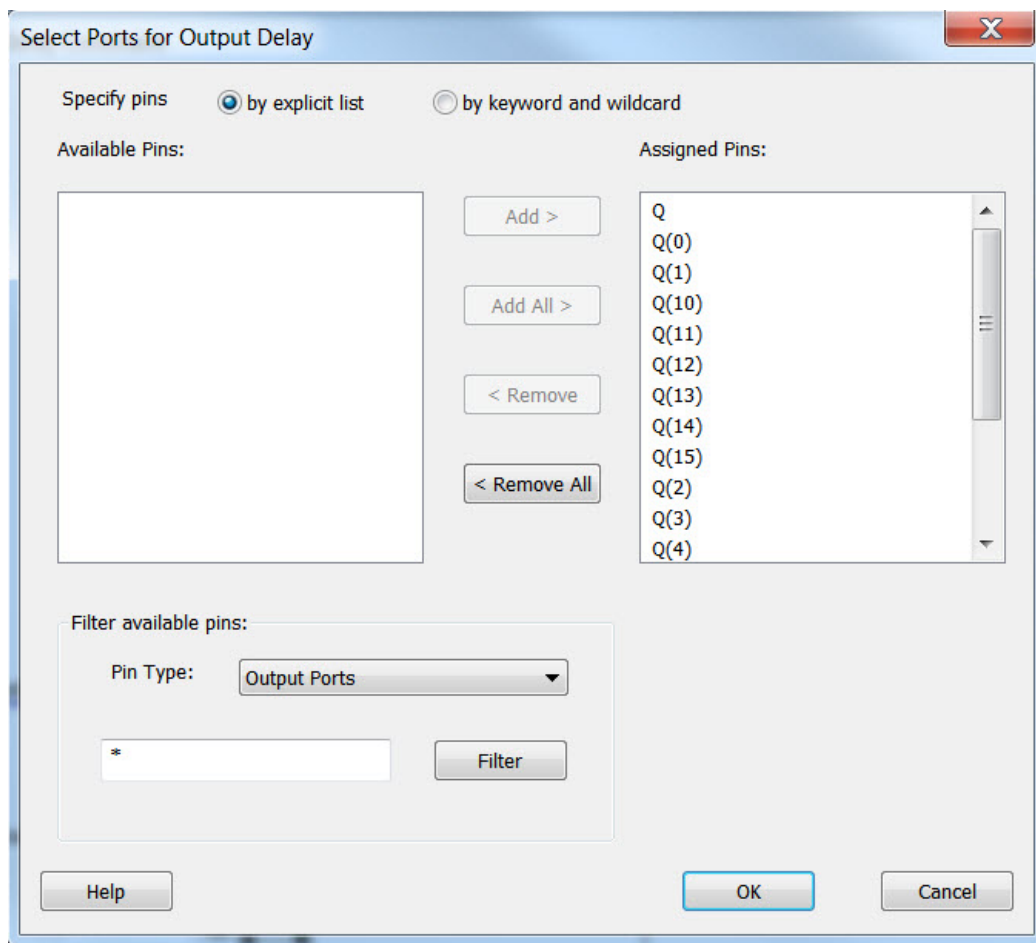 Select Ports for Output Delay
Specify pins by explicit list by keyword and wildcard
Available Pins: Assigned Pins:
Add >
Add All >
< Remove
< Remove All
Q
Q(0)
Q(1)
Q(10)
Q(11)
Q(12)
Q(13)
Q(14)
Q(15)
Q(2)
Q(3)
Q(4)
Filter available pins:
Pin Type: Output Ports
* Filter
Help OK Cancel